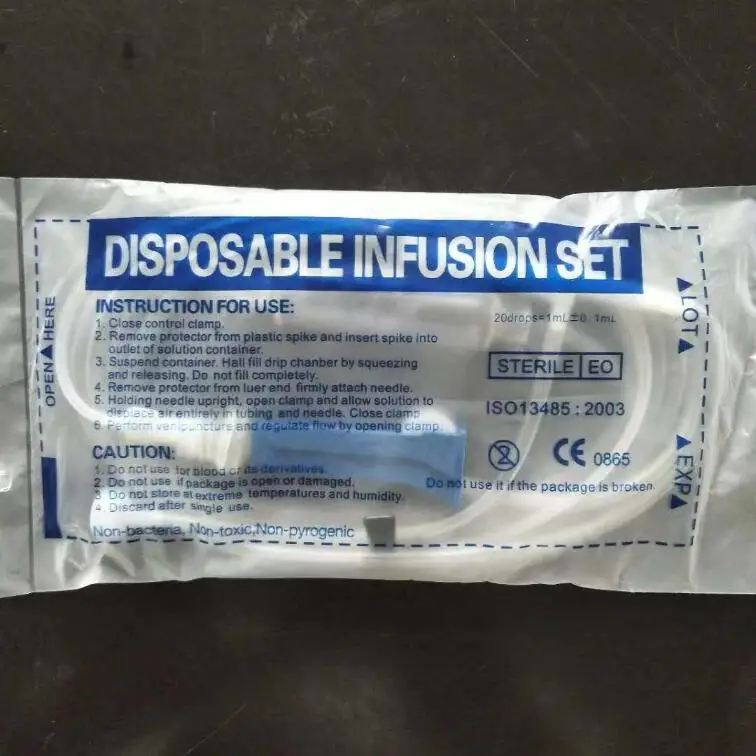 DISPOSABLE INFUSION SET
OPEN▲HERE
INSTRUCTION FOR USE:
1. Close control clamp.
2. Remove protector from plastic spike and insert spike into
outlet of solution container.
3. Suspend container. Hall fill drip chanber by squeezing
and releasing. Do not fill completely.
4. Remove protector from luer end firmly attach needle.
5. Holding needle upright, open clamp and allow solution to
displace air entirely in tubing and needle. Close clamp
6. Perform venipuncture and regulate flow by opening clamp.
CAUTION:
1. Do not use for blood or its derivatives.
2. Do not use if package is open or damaged.
3. Do not store at extreme temperatures and humidity.
4. Discard after single use.
Non-bacteria, Non-toxic, Non-pyrogenic
20drops=1mL±0.1mL
STERILE EO
ISO13485:2003
2 CE 0865
Do not use it if the package is broken.
▲LOT▲
▲EXP▲